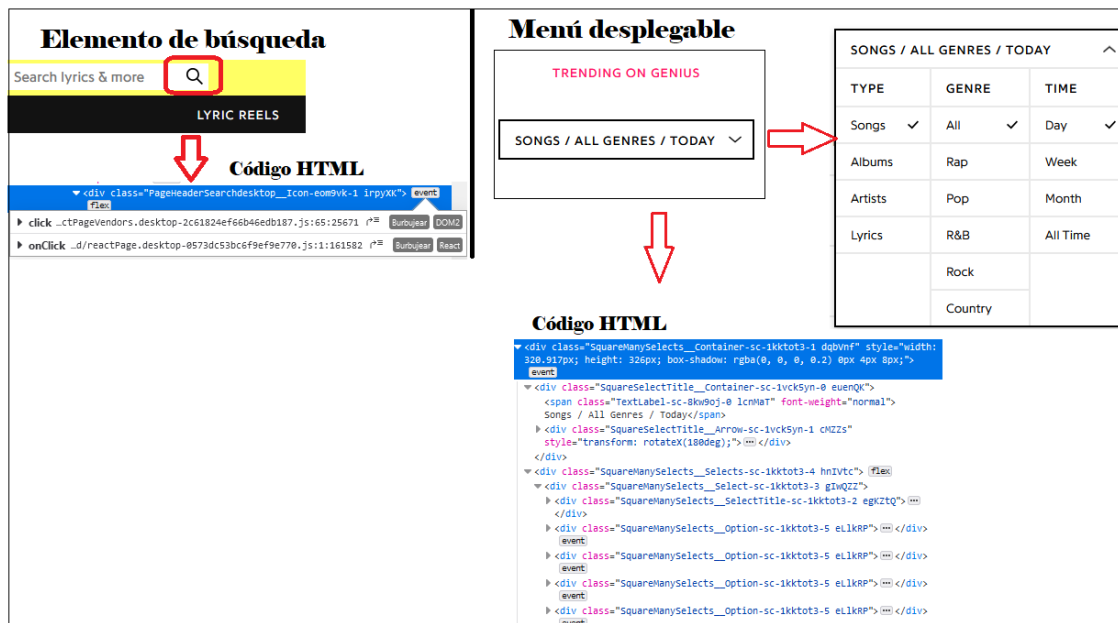 Elemento de búsqueda
Search lyrics & more
LYRIC REELS
Código HTML
<div class="PageHeaderSearchdesktop__Icon-eom9vk-1 irpyXK"> event
flex
click …ctPageVendors.desktop-2c61824ef66b46edb187.js:65:25671 Burbujear DOM2
onClick …d/reactPage.desktop-0573dc53bc6f9ef9e770.js:1:161582 Burbujear React
Menú desplegable
TRENDING ON GENIUS
SONGS / ALL GENRES / TODAY
SONGS / ALL GENRES / TODAY
TYPE GENRE TIME
Songs All Day
Albums Rap Week
Artists Pop Month
Lyrics R&B All Time
Rock
Country
Código HTML
<div class="SquareManySelects__Container-sc-1kktot3-1 dqbVnf" style="width:
320.917px; height: 326px; box-shadow: rgba(0, 0, 0, 0.2) 0px 4px 8px;">
event
<div class="SquareSelectTitle__Container-sc-1vck5yn-0 euenQK">
<span class="TextLabel-sc-8kw9oj-0 lcnMaT" font-weight="normal">
Songs / All Genres / Today</span>
<div class="SquareSelectTitle__Arrow-sc-1vck5yn-1 cMZZs"
style="transform: rotateX(180deg);"> … </div>
</div>
<div class="SquareManySelects__Selects-sc-1kktot3-4 hnIVtc"> flex
<div class="SquareManySelects__Select-sc-1kktot3-3 gIwQZZ">
<div class="SquareManySelects__SelectTitle-sc-1kktot3-2 egKZtQ"> …
</div>
<div class="SquareManySelects__Option-sc-1kktot3-5 eLlkRP"> … </div>
event
<div class="SquareManySelects__Option-sc-1kktot3-5 eLlkRP"> … </div>
event
<div class="SquareManySelects__Option-sc-1kktot3-5 eLlkRP"> … </div>
event
<div class="SquareManySelects__Option-sc-1kktot3-5 eLlkRP"> … </div>
event